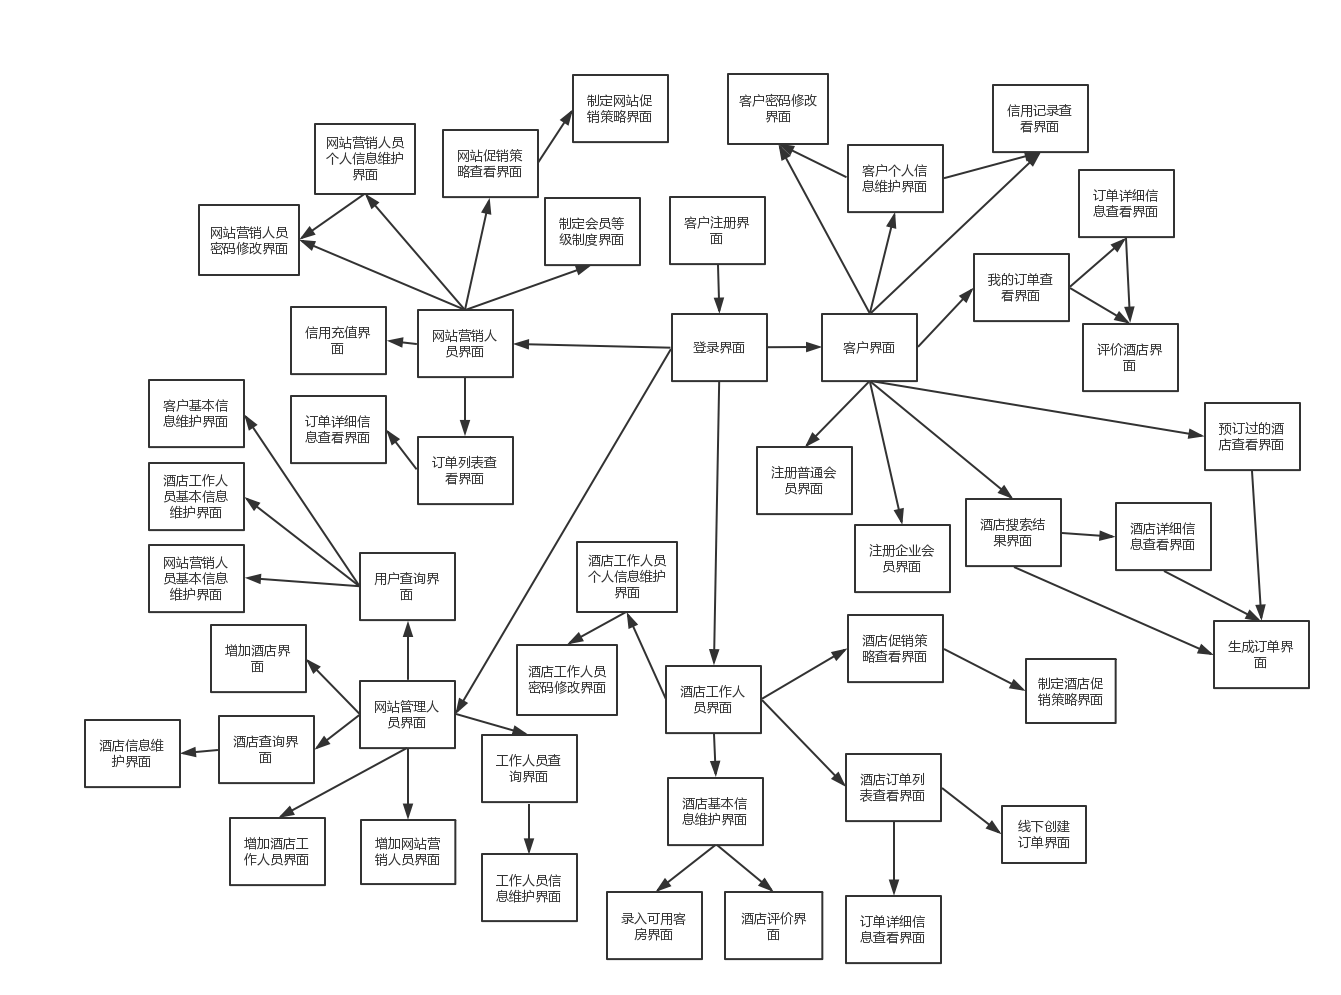 制定网站促
销策略界面
客户密码修改
界面
信用记录查
看界面
网站营销人员
个人信息维护
界面
网站促销策
略查看界面
客户个人信
息维护界面
订单详细信
息查看界面
网站营销人员
密码修改界面
制定会员等
级制度界面
客户注册界
面
我的订单查
看界面
信用充值界
面
网站营销人
员界面
登录界面
客户界面
评价酒店界
面
客户基本信
息维护界面
订单详细信
息查看界面
订单列表查
看界面
预订过的酒
店查看界面
注册普通会
员界面
酒店工作人
员基本信息
维护界面
酒店搜索结
果界面
酒店详细信
息查看界面
注册企业会
员界面
网站营销人
员基本信息
维护界面
用户查询界
面
酒店工作人员
个人信息维护
界面
增加酒店界
面
酒店促销策
略查看界面
生成订单界
面
酒店工作人员
密码修改界面
酒店工作人
员界面
制定酒店促
销策略界面
网站管理人
员界面
酒店信息维
护界面
酒店查询界
面
工作人员查
询界面
酒店基本信
息维护界面
酒店订单列
表查看界面
线下创建
订单界面
增加酒店工
作人员界面
增加网站营
销人员界面
工作人员信
息维护界面
录入可用客
房界面
酒店评价界
面
订单详细信
息查看界面